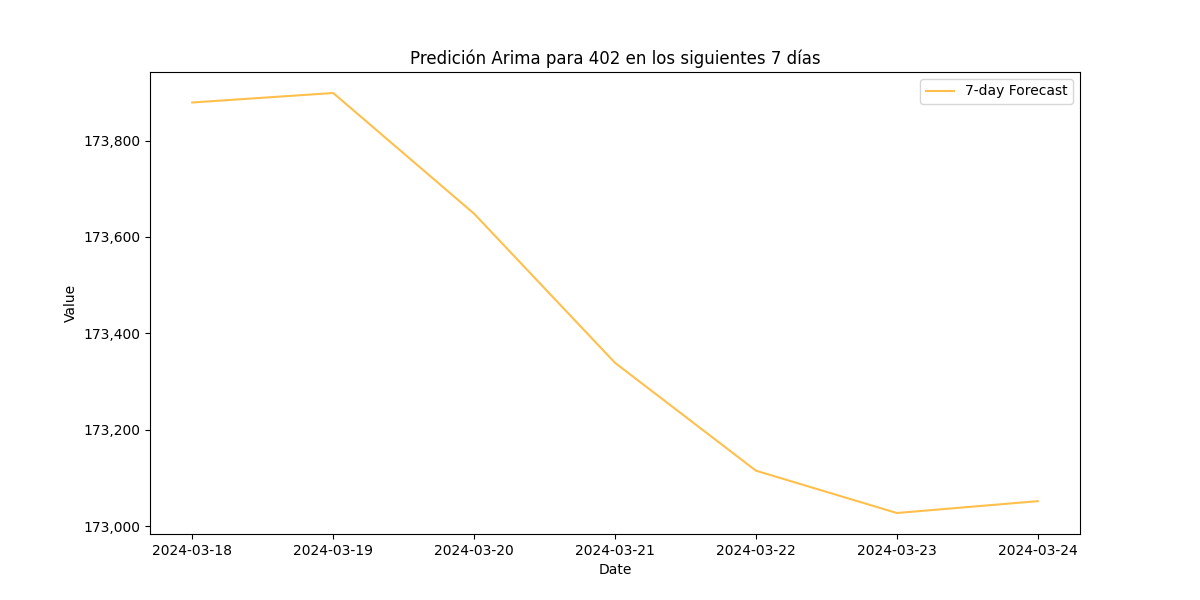 Predición Arima para 402 en los siguientes 7 días
7-day Forecast
173,800
173,600
173,400
173,200
173,000
Value
2024-03-18 2024-03-19 2024-03-20 2024-03-21 2024-03-22 2024-03-23 2024-03-24
Date